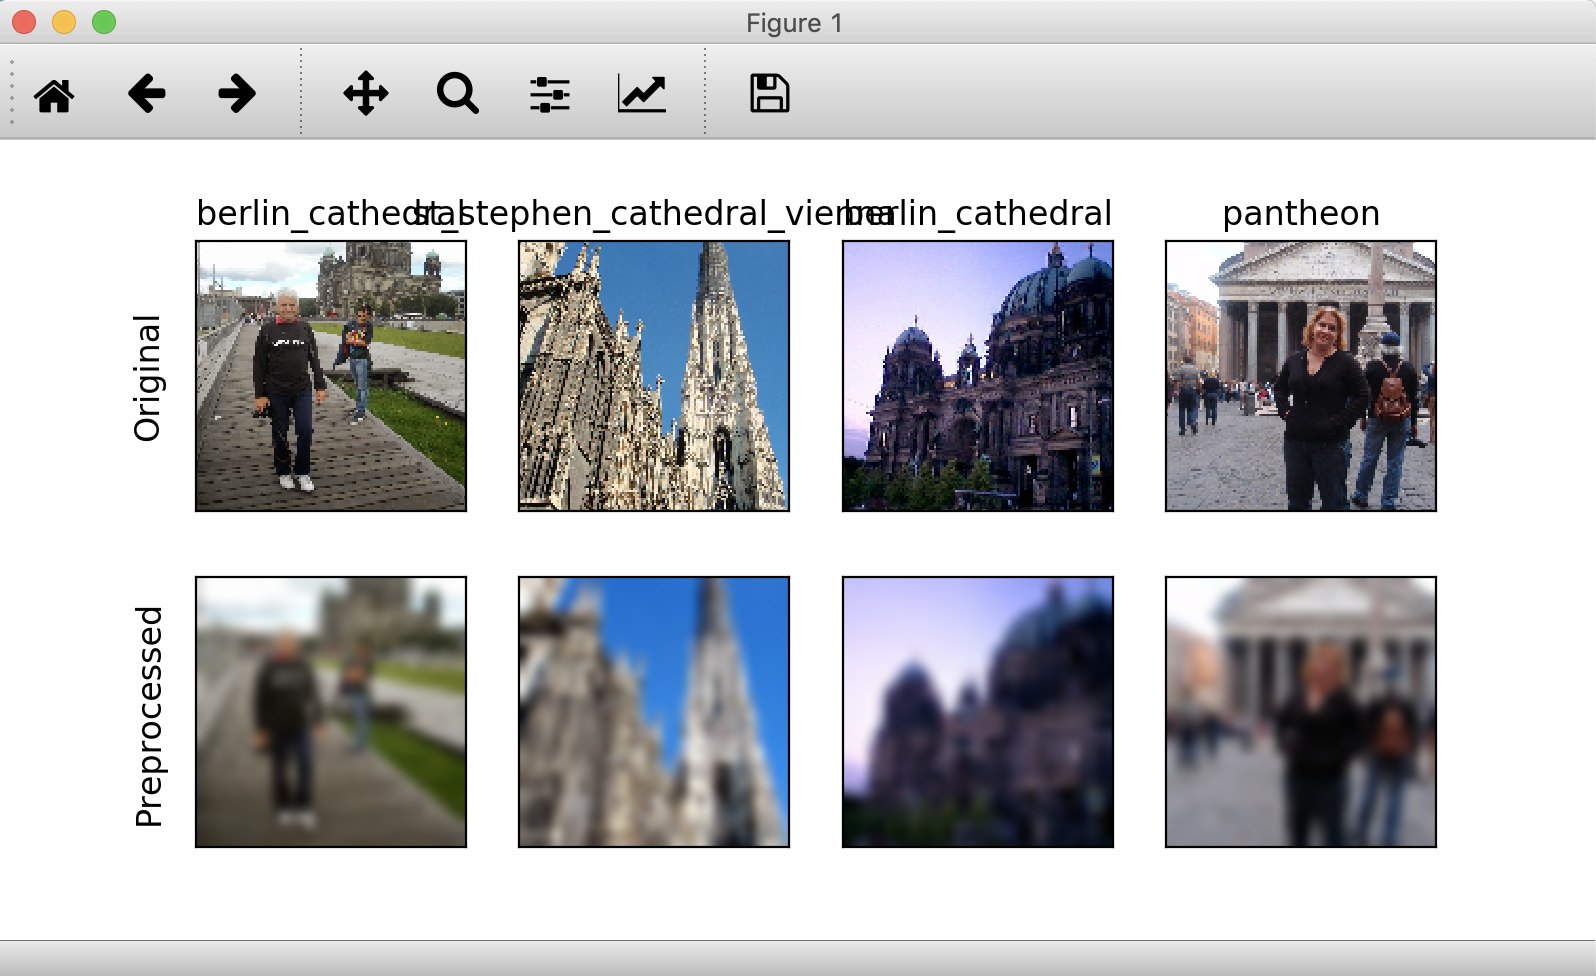 Figure 1
berlin_cathedral st_stephen_cathedral_vienna berlin_cathedral pantheon
Original
Preprocessed